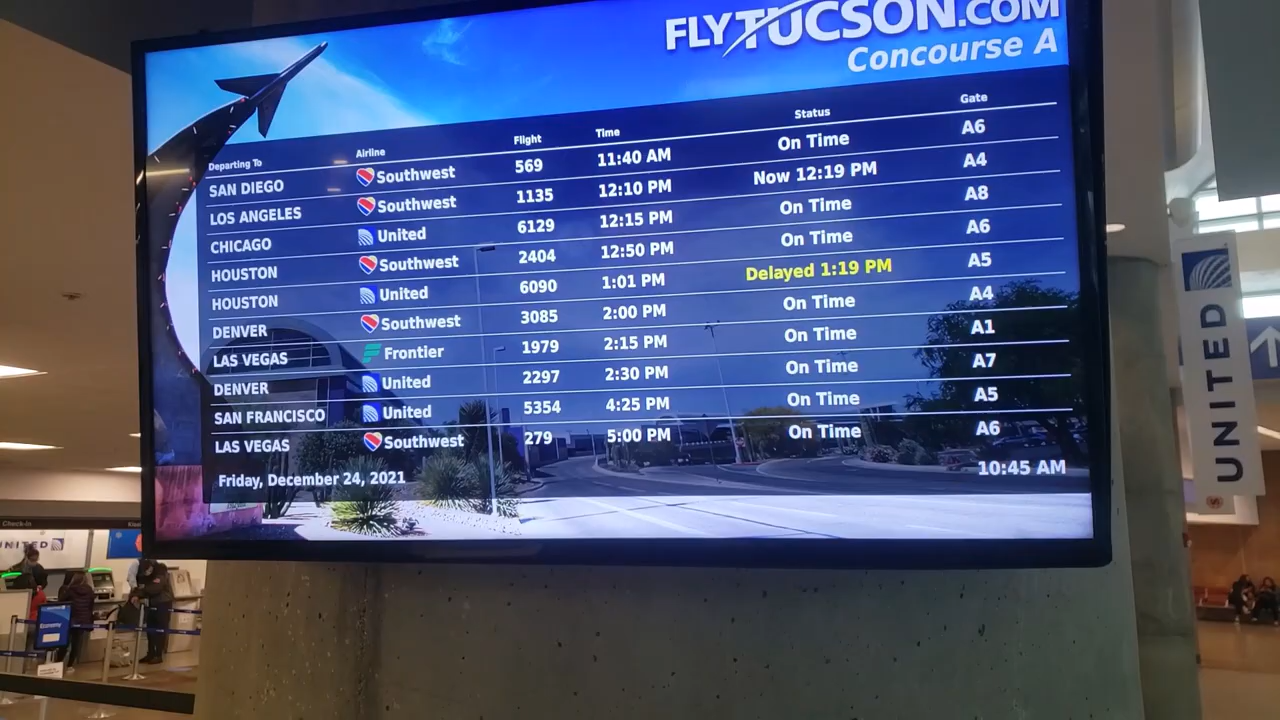 FLYTUCSON.COM
Concourse A
Departing To Airline Flight Time Status Gate
SAN DIEGO Southwest 569 11:40 AM On Time A6
LOS ANGELES Southwest 1135 12:10 PM Now 12:19 PM A4
CHICAGO United 6129 12:15 PM On Time A8
HOUSTON Southwest 2404 12:50 PM On Time A6
HOUSTON United 6090 1:01 PM Delayed 1:19 PM A5
DENVER Southwest 3085 2:00 PM On Time A4
LAS VEGAS Frontier 1979 2:15 PM On Time A1
DENVER United 2297 2:30 PM On Time A7
SAN FRANCISCO United 5354 4:25 PM On Time A5
LAS VEGAS Southwest 279 5:00 PM On Time A6
Friday, December 24, 2021 10:45 AM
UNITED
Check-in
UNITED
Economy